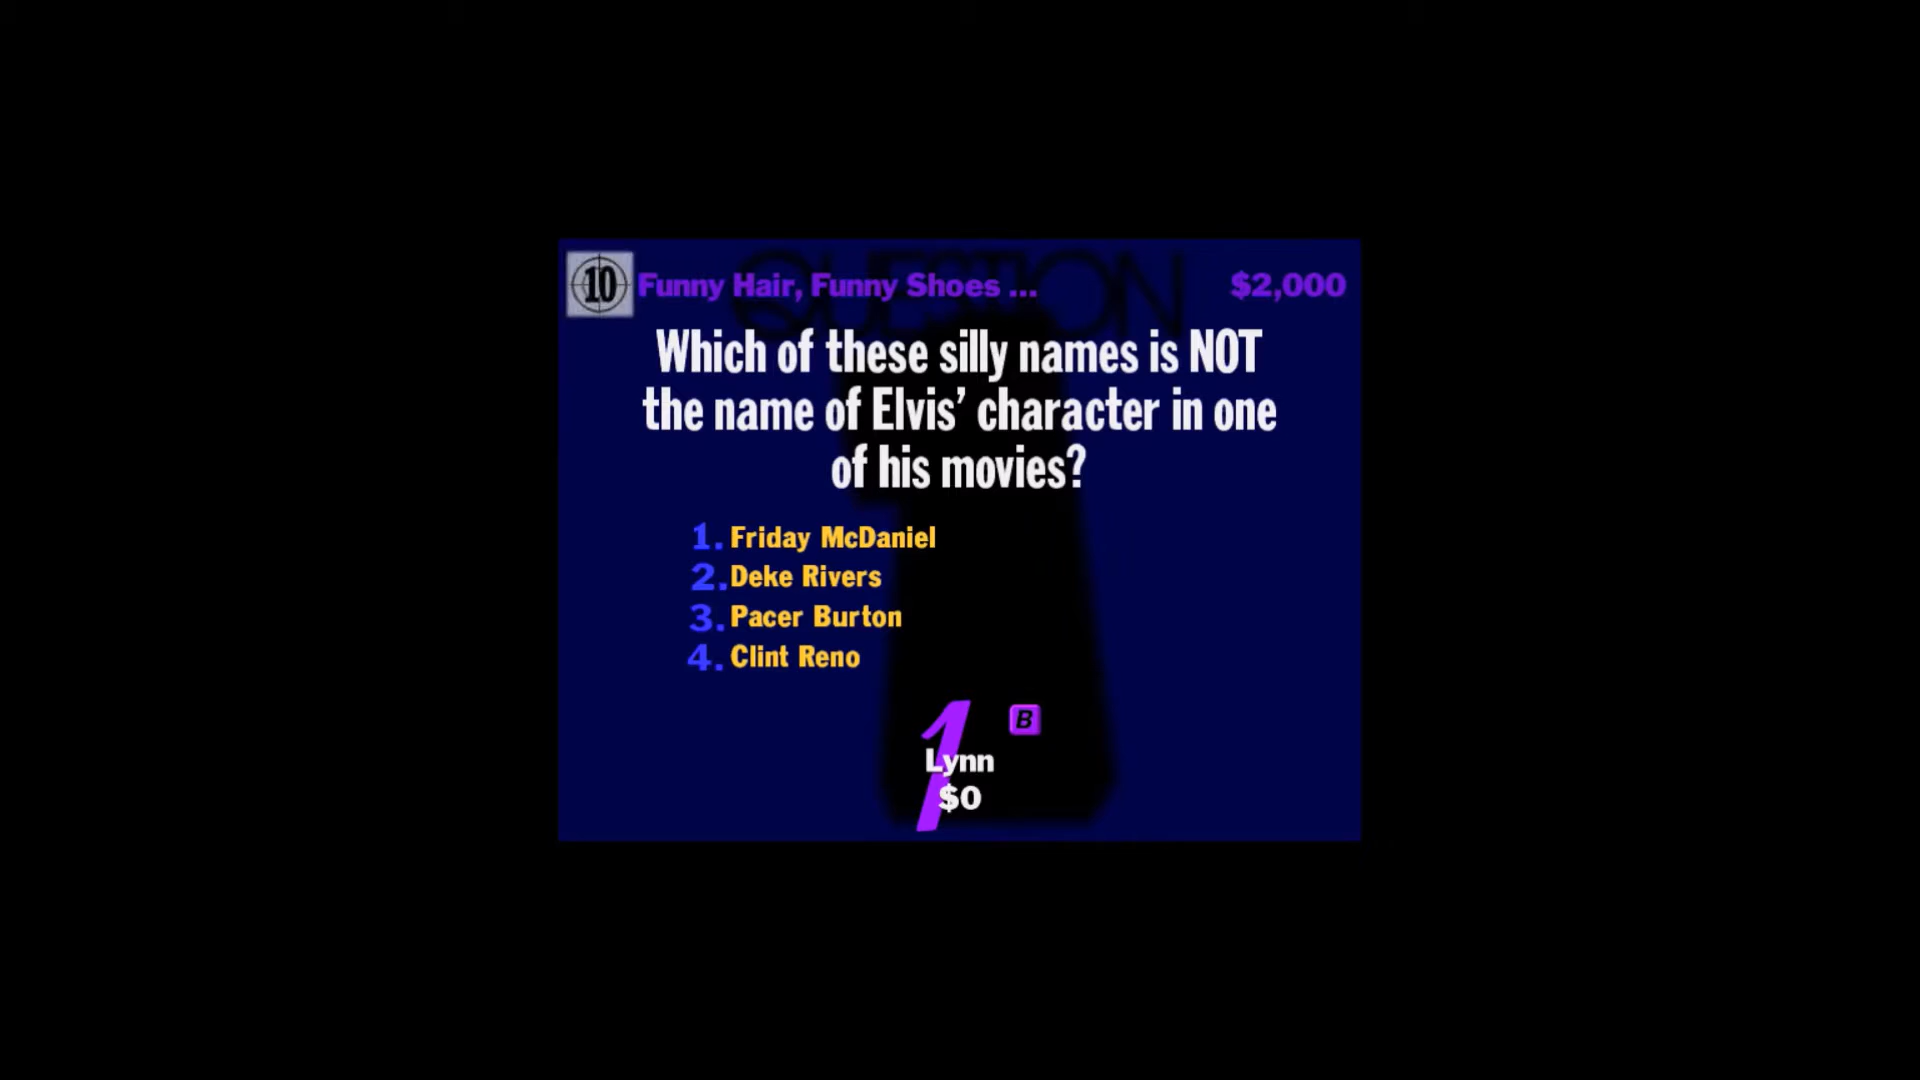 QUESTION
10 Funny Hair, Funny Shoes ... $2,000
Which of these silly names is NOT
the name of Elvis’ character in one
of his movies?
1. Friday McDaniel
2. Deke Rivers
3. Pacer Burton
4. Clint Reno
1
B
Lynn
$0